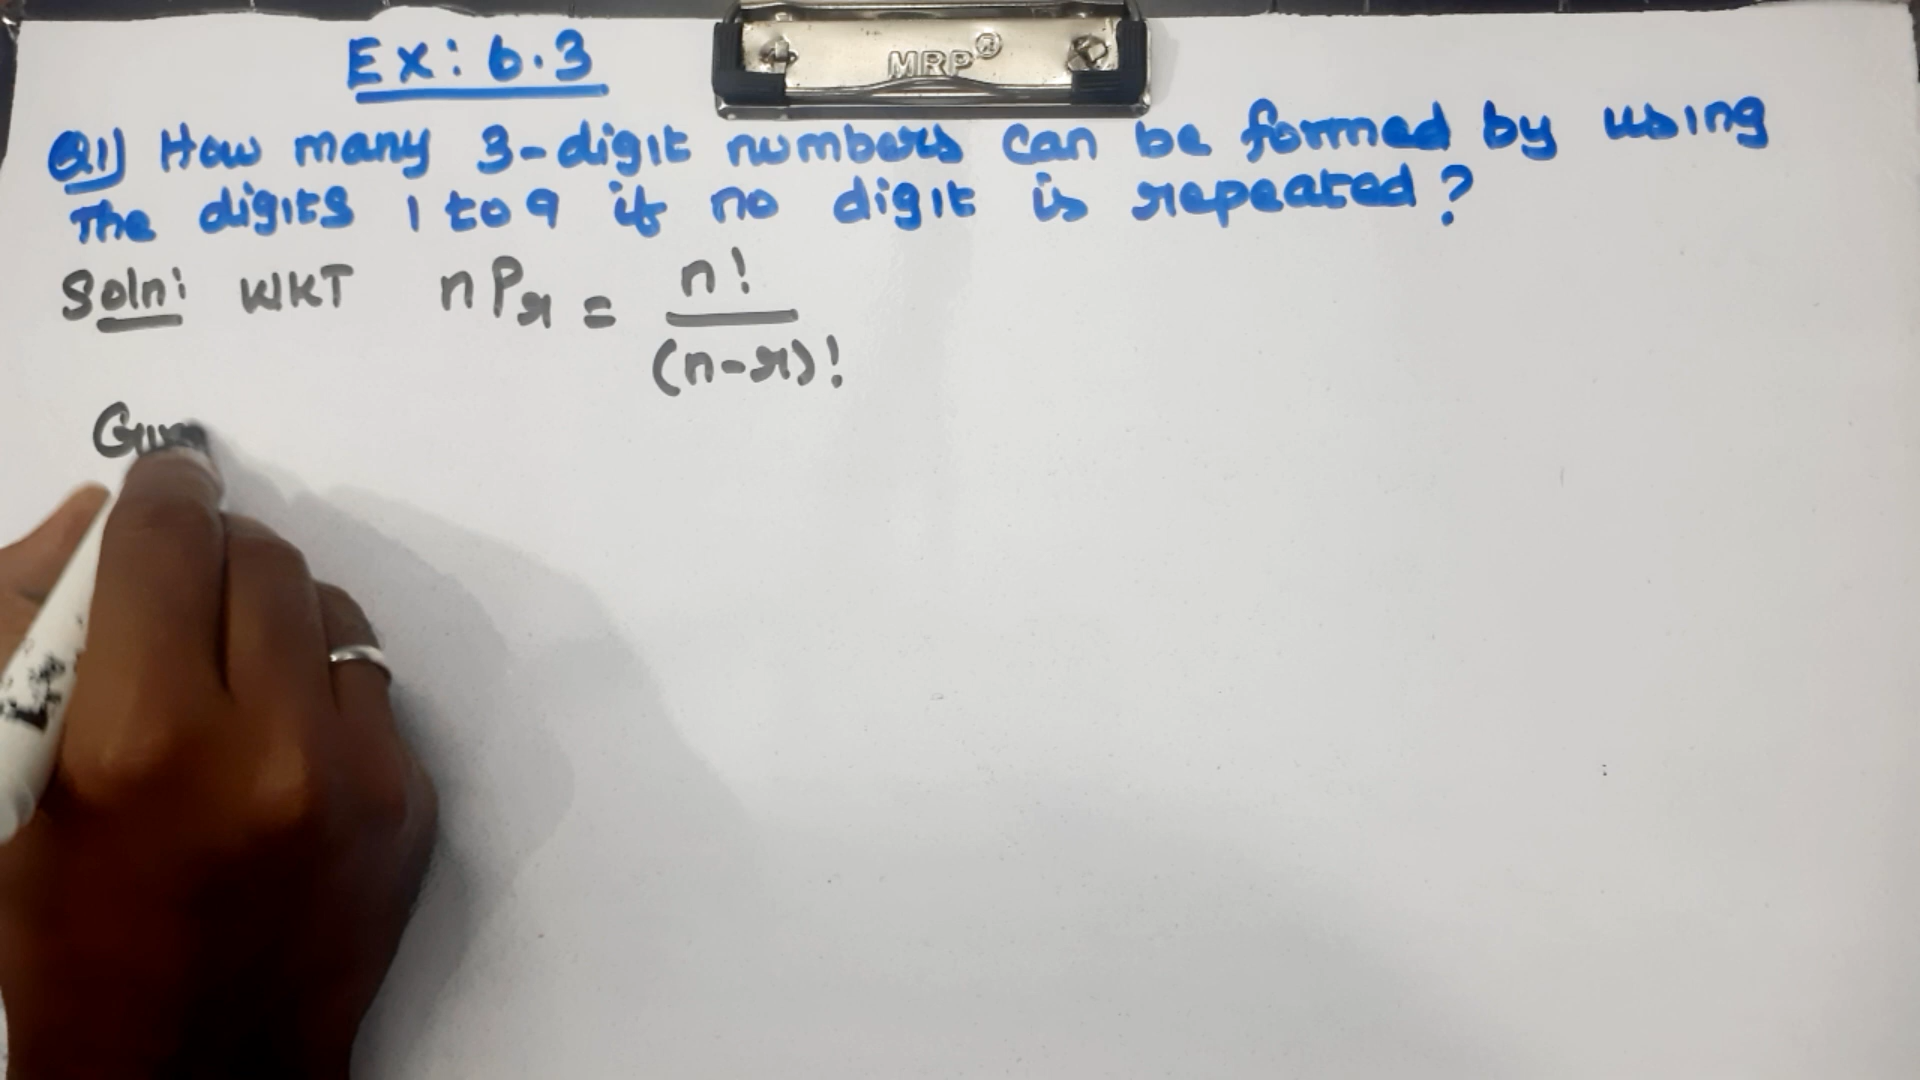 MRP®
Ex: 6.3
Q1) How many 3-digit numbers can be formed by using
The digits 1 to 9 if no digit is repeated?
Soln: WKT nPr = n!
(n-r)!